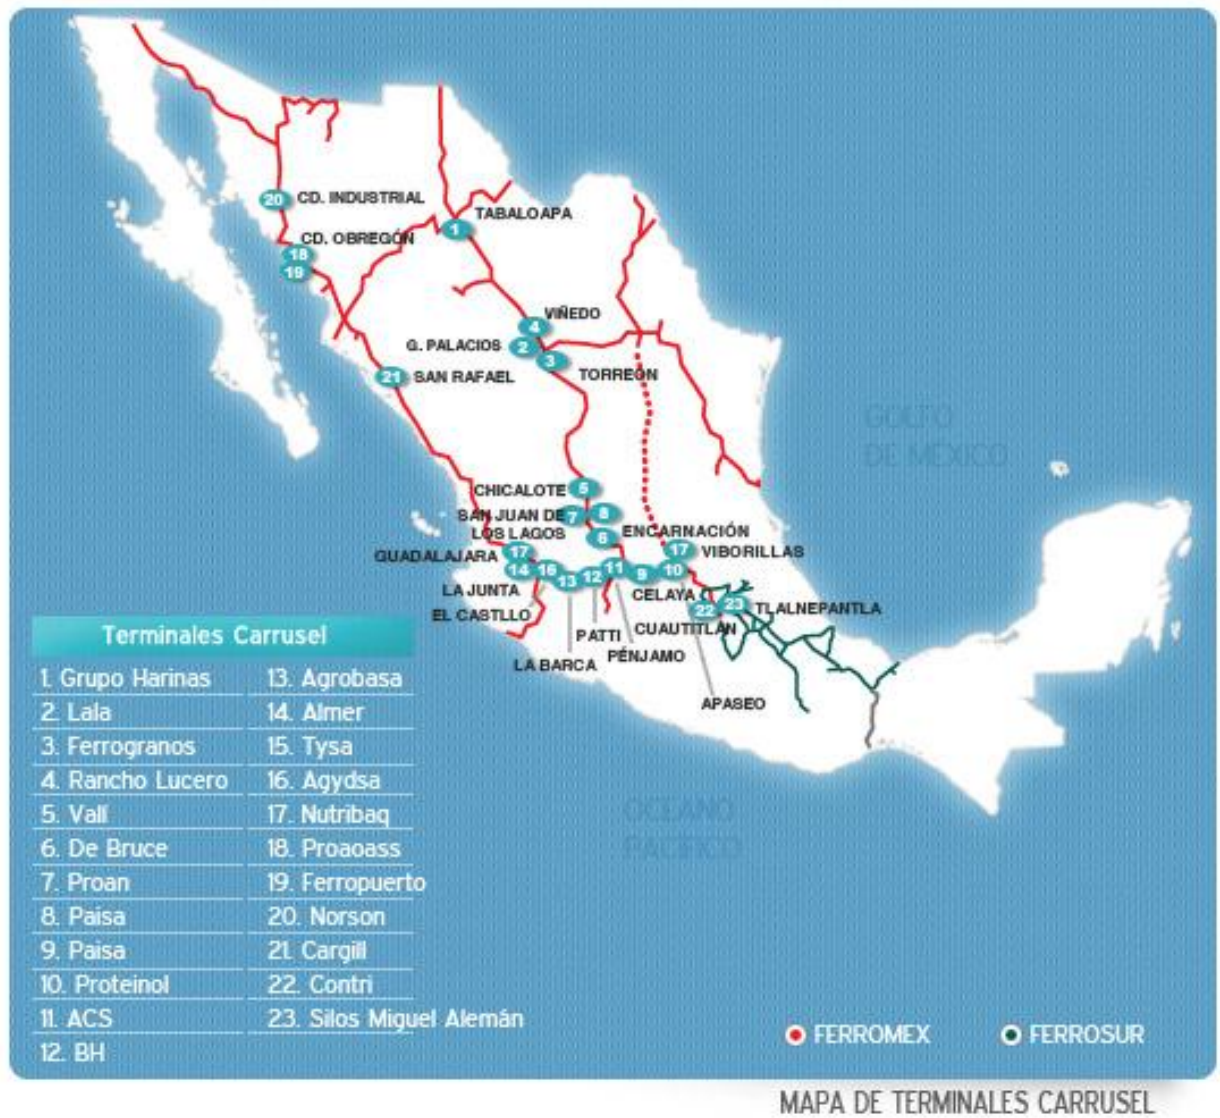 20 CD. INDUSTRIAL
TABALOAPA
1
CD. OBREGÓN
18
19
VIÑEDO
4
G. PALACIOS 2
3
TORREÓN
21 SAN RAFAEL
GOLFO
DE MÉXICO
CHICALOTE 5
SAN JUAN DE 7 8
LOS LAGOS
6 ENCARNACIÓN
GUADALAJARA 17
17 VIBORILLAS
14 16 13 12 11 9 10
LA JUNTA
CELAYA
EL CASTLLO
22 23 TLALNEPANTLA
PATTI
CUAUTITLÁN
LA BARCA
PÉNJAMO
APASEO
OCEANO
PACIFICO
Terminales Carrusel
1. Grupo Harinas
2. Lala
3. Ferrogranos
4. Rancho Lucero
5. Vallí
6. De Bruce
7. Proan
8. Paisa
9. Paisa
10. Proteinol
11. ACS
12. BH
13. Agrobasa
14. Almer
15. Tysa
16. Agydsa
17. Nutribaq
18. Proaoass
19. Ferropuerto
20. Norson
21. Cargill
22. Contri
23. Silos Miguel Alemán
FERROMEX
FERROSUR
MAPA DE TERMINALES CARRUSEL